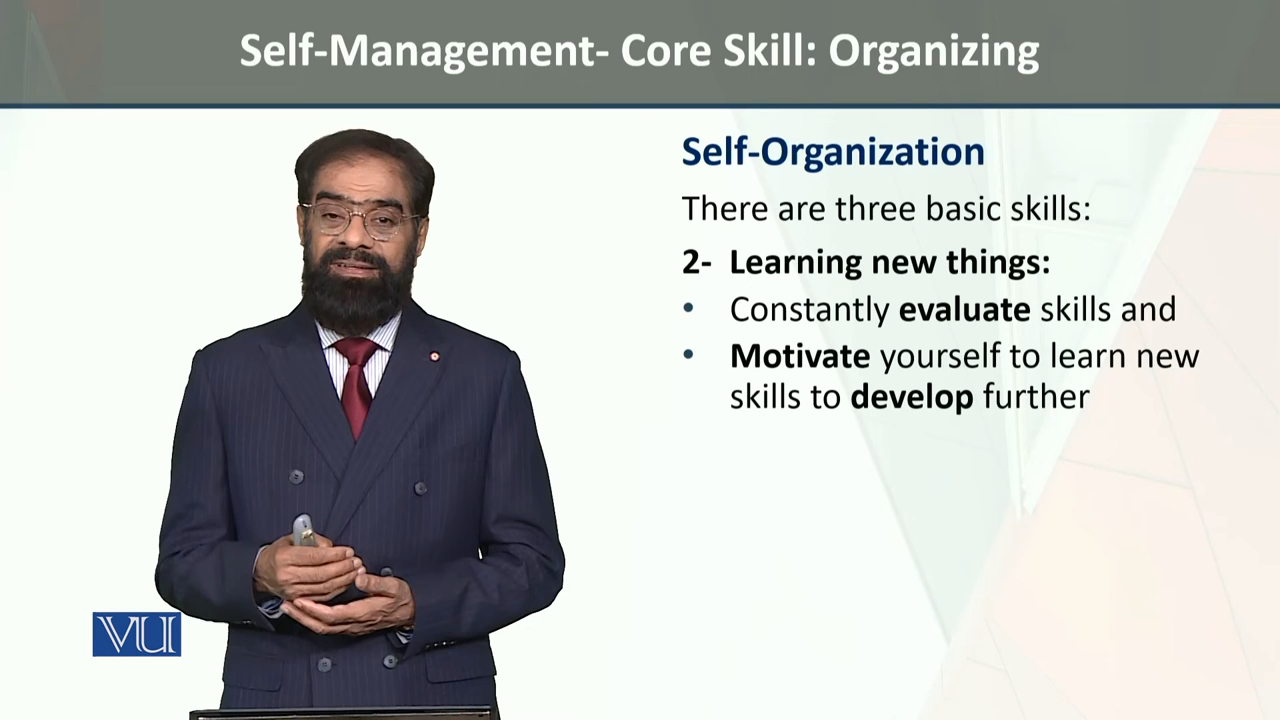 Self-Management- Core Skill: Organizing
Self-Organization
There are three basic skills:
2- Learning new things:
• Constantly evaluate skills and
• Motivate yourself to learn new
skills to develop further
VU